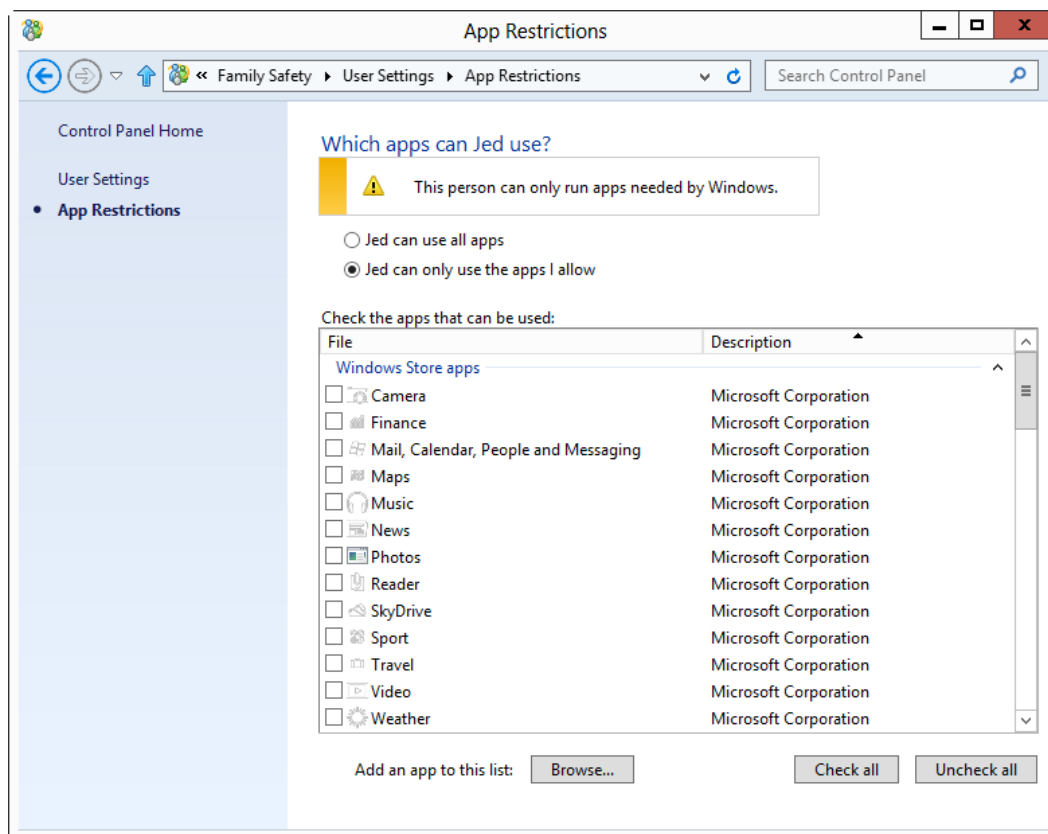 App Restrictions
« Family Safety ▸ User Settings ▸ App Restrictions
Search Control Panel
Control Panel Home
User Settings
App Restrictions
Which apps can Jed use?
This person can only run apps needed by Windows.
Jed can use all apps
Jed can only use the apps I allow
Check the apps that can be used:
File Description
Windows Store apps
Camera Microsoft Corporation
Finance Microsoft Corporation
Mail, Calendar, People and Messaging Microsoft Corporation
Maps Microsoft Corporation
Music Microsoft Corporation
News Microsoft Corporation
Photos Microsoft Corporation
Reader Microsoft Corporation
SkyDrive Microsoft Corporation
Sport Microsoft Corporation
Travel Microsoft Corporation
Video Microsoft Corporation
Weather Microsoft Corporation
Add an app to this list: Browse... Check all Uncheck all